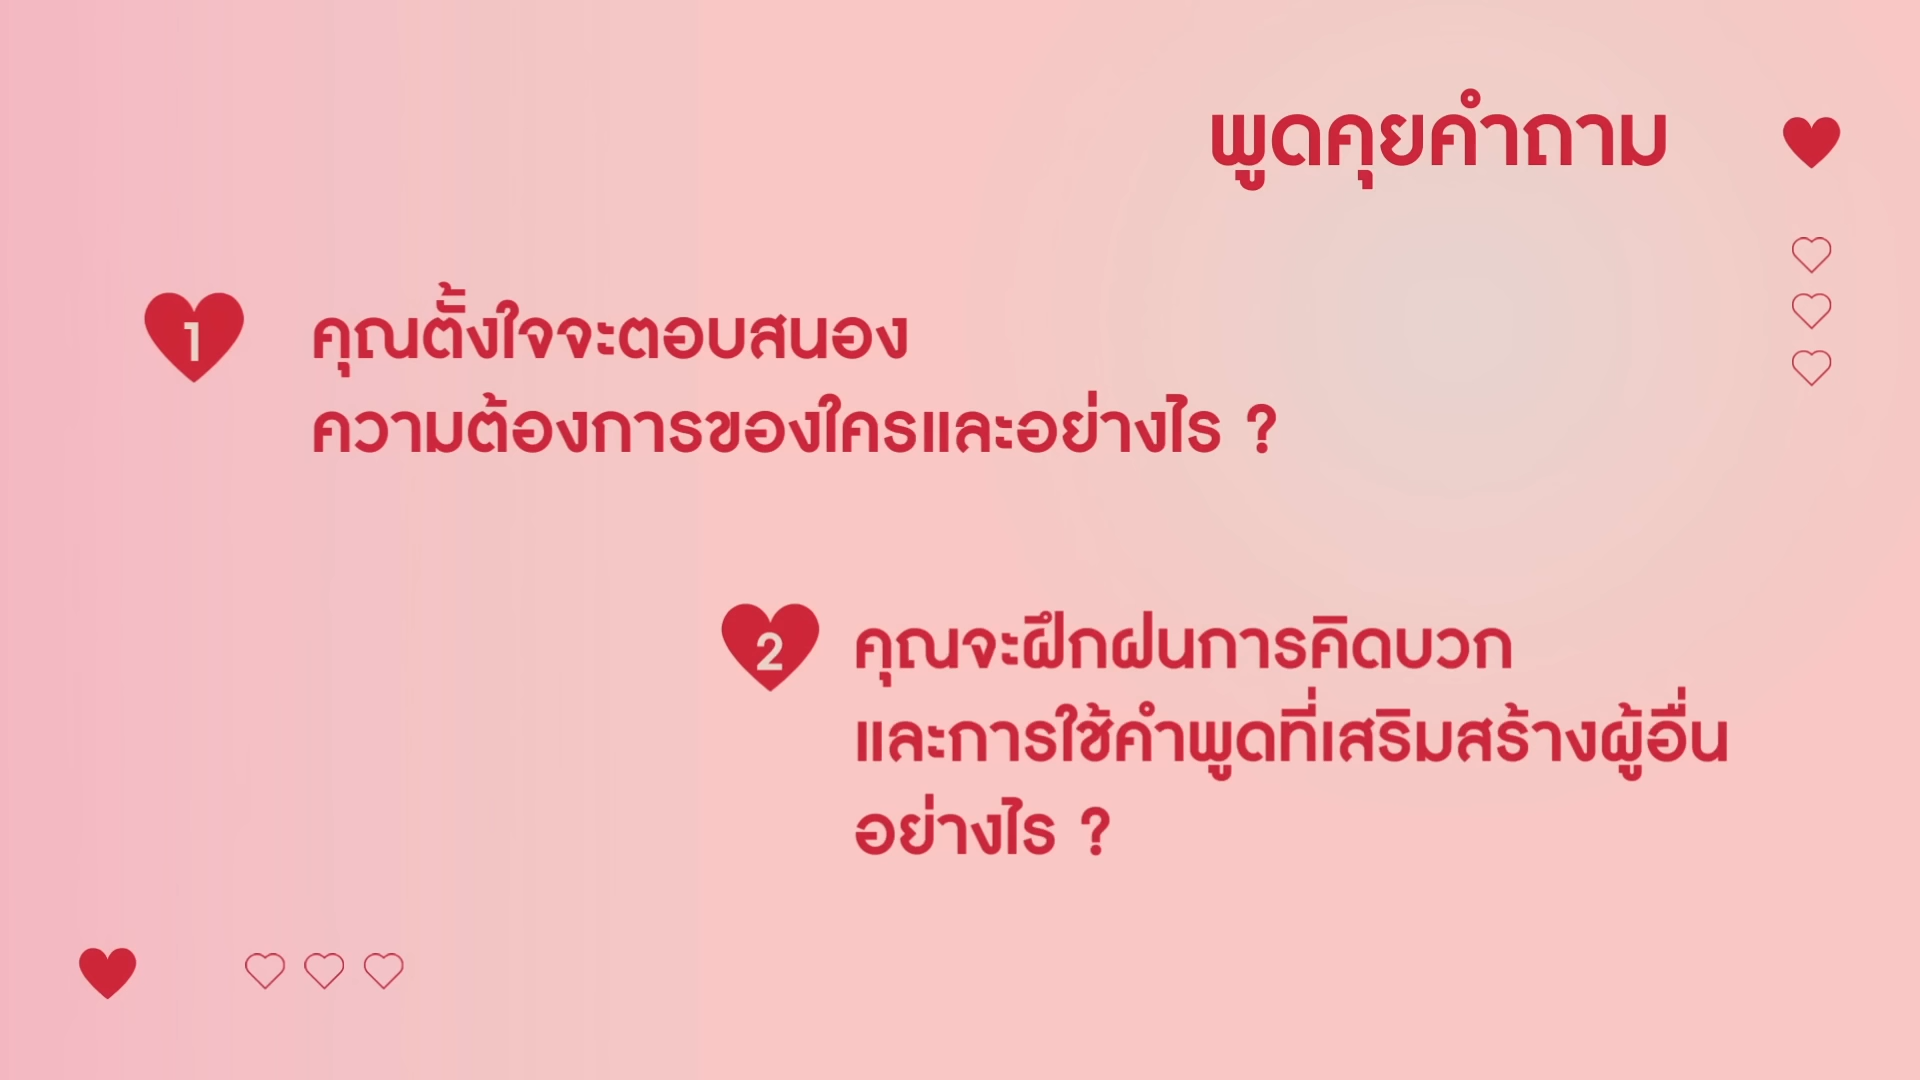 พูดคุยคำถาม
1 คุณตั้งใจจะตอบสนอง
ความต้องการของใครและอย่างไร ?
2 คุณจะฝึกฝนการคิดบวก
และการใช้คำพูดที่เสริมสร้างผู้อื่น
อย่างไร ?